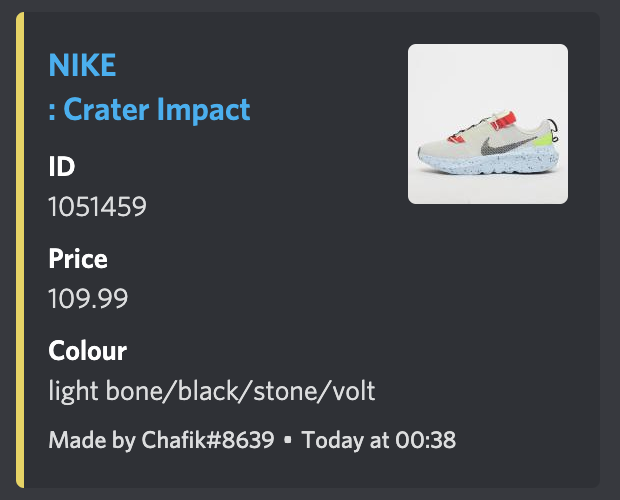 NIKE
: Crater Impact
ID
1051459
Price
109.99
Colour
light bone/black/stone/volt
Made by Chafik#8639 • Today at 00:38